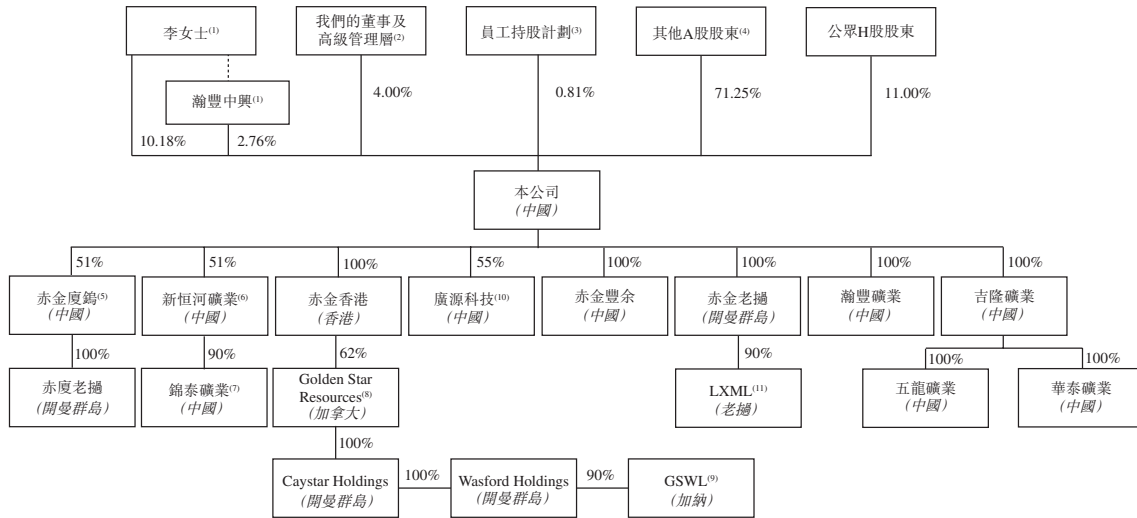 李女士(1)
我們的董事及
高級管理層(2)
員工持股計劃(3)
其他A股股東(4)
公眾H股股東
瀚豐中興(1)
4.00%
0.81%
71.25%
11.00%
10.18%
2.76%
本公司
(中國)
51%
51%
100%
55%
100%
100%
100%
100%
赤金廈鎢(5)
(中國)
新恒河礦業(6)
(中國)
赤金香港
(香港)
廣源科技(10)
(中國)
赤金豐余
(中國)
赤金老撾
(開曼群島)
瀚豐礦業
(中國)
吉隆礦業
(中國)
100%
90%
62%
90%
100%
100%
赤廈老撾
(開曼群島)
錦泰礦業(7)
(中國)
Golden Star
Resources(8)
(加拿大)
LXML(11)
(老撾)
五龍礦業
(中國)
華泰礦業
(中國)
100%
Caystar Holdings
(開曼群島)
100%
Wasford Holdings
(開曼群島)
90%
GSWL(9)
(加納)